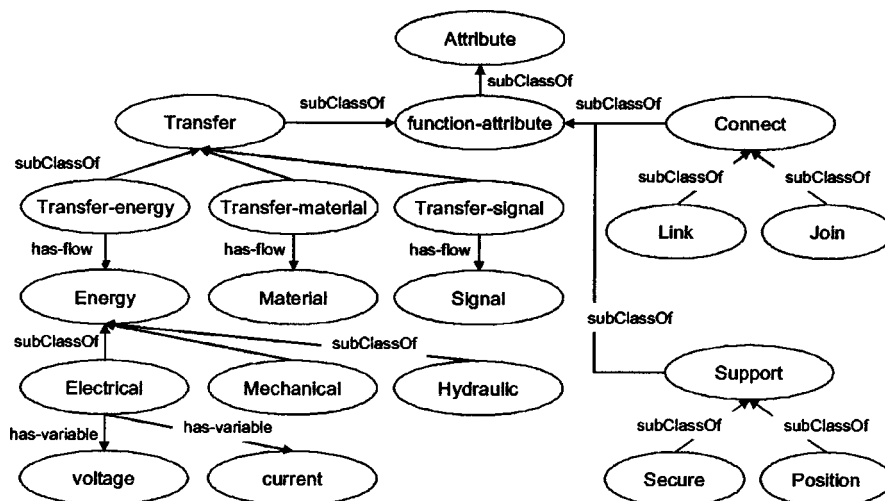 Attribute
subClassOf
subClassOf
subClassOf
Transfer
function-attribute
Connect
subClassOf
subClassOf
subClassOf
Transfer-energy
Transfer-material
Transfer-signal
Link
Join
has-flow
has-flow
has-flow
Energy
Material
Signal
subClassOf
subClassOf
subClassOf
Electrical
Mechanical
Hydraulic
Support
has-variable
has-variable
subClassOf
subClassOf
voltage
current
Secure
Position